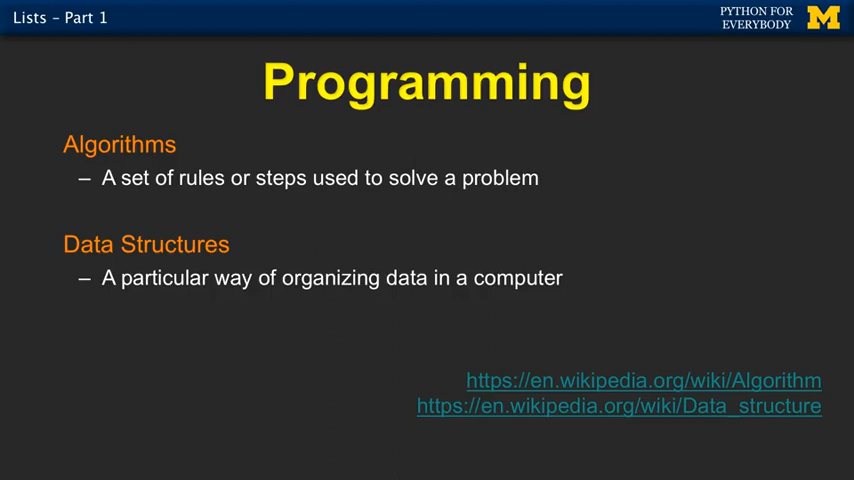 Lists – Part 1
PYTHON FOR
EVERYBODY
M
Programming
Algorithms
– A set of rules or steps used to solve a problem
Data Structures
– A particular way of organizing data in a computer
https://en.wikipedia.org/wiki/Algorithm
https://en.wikipedia.org/wiki/Data_structure